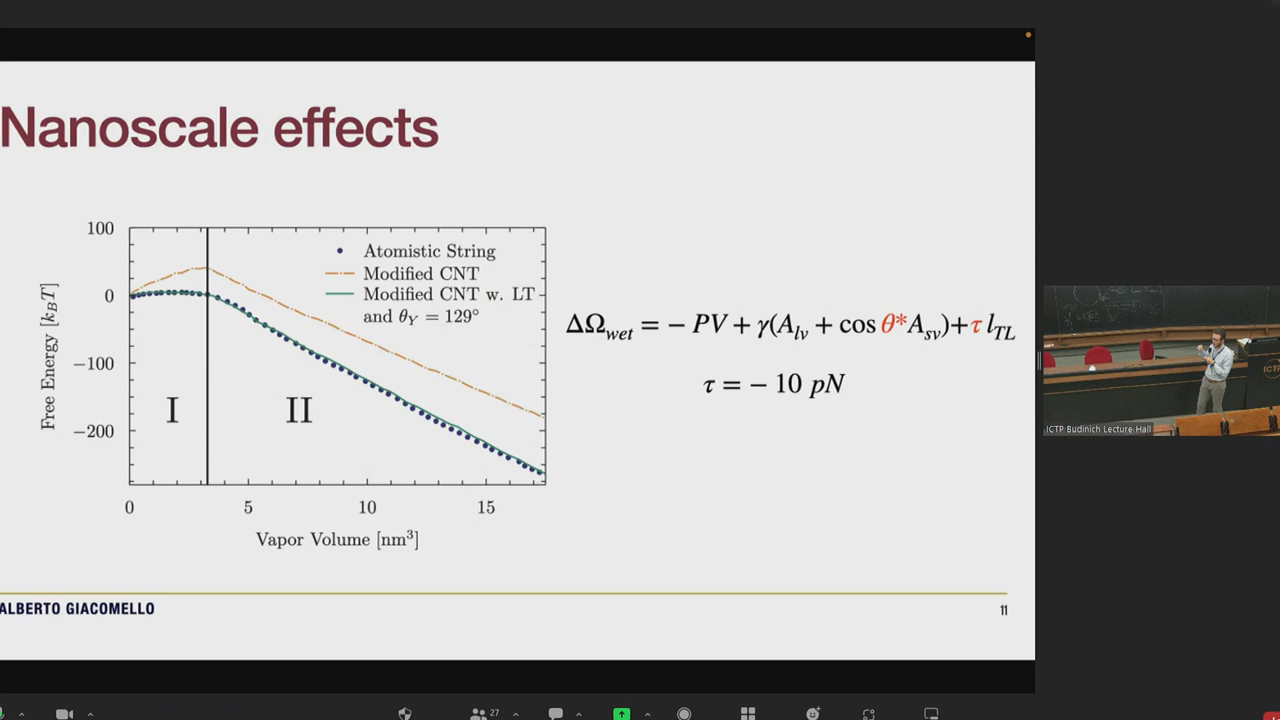 Nanoscale effects
100
0
−100
−200
Free Energy [k_BT]
Atomistic String
Modified CNT
Modified CNT w. LT
and θ_Y = 129°
I
II
0
5
10
15
Vapor Volume [nm³]
ΔΩ_wet = − PV + γ(A_lv + cos θ* A_sv)+τ l_TL
τ = − 10 pN
ALBERTO GIACOMELLO
11
ICTP Budinich Lecture Hall
27